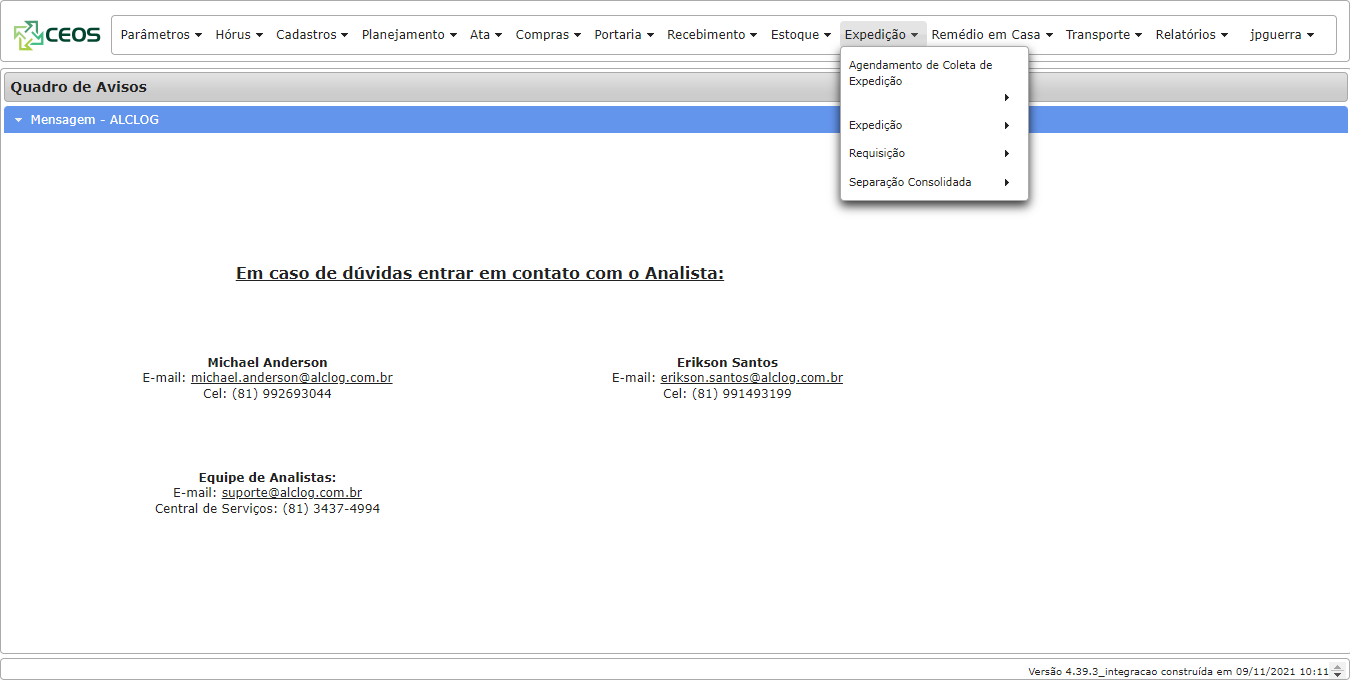 CEOS
Parâmetros Hórus Cadastros Planejamento Ata Compras Portaria Recebimento Estoque Expedição Remédio em Casa Transporte Relatórios jpguerra
Agendamento de Coleta de
Expedição
Expedição
Requisição
Separação Consolidada
Quadro de Avisos
Mensagem - ALCLOG
Em caso de dúvidas entrar em contato com o Analista:
Michael Anderson
E-mail: michael.anderson@alclog.com.br
Cel: (81) 992693044
Erikson Santos
E-mail: erikson.santos@alclog.com.br
Cel: (81) 991493199
Equipe de Analistas:
E-mail: suporte@alclog.com.br
Central de Serviços: (81) 3437-4994
Versão 4.39.3_integracao construída em 09/11/2021 10:11